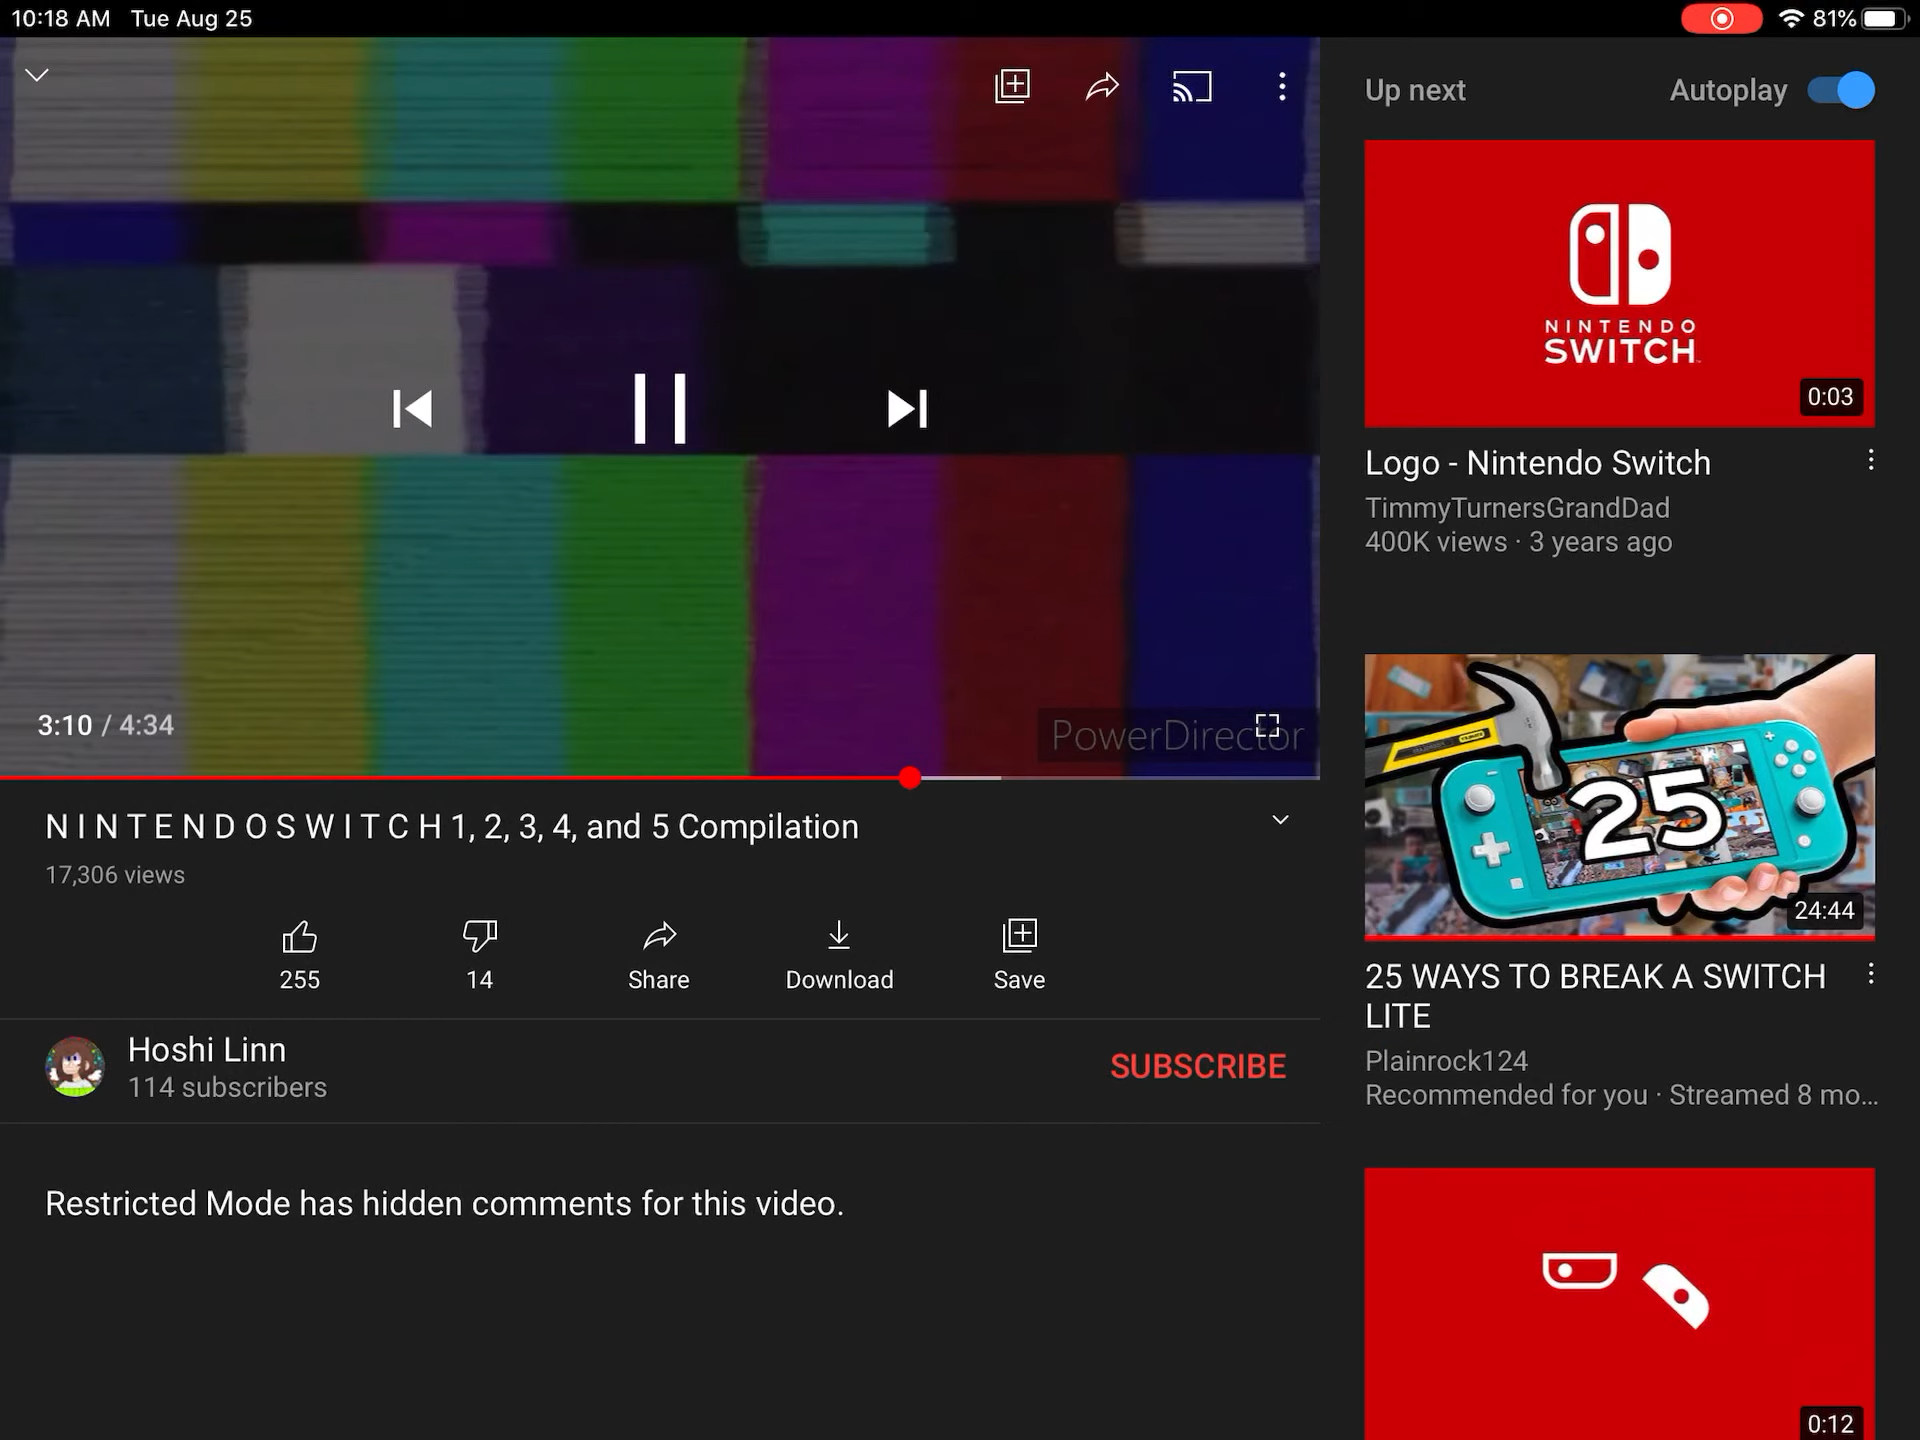 10:18 AM Tue Aug 25
81%
3:10 / 4:34
PowerDirector
N I N T E N D O S W I T C H 1, 2, 3, 4, and 5 Compilation
17,306 views
255
14
Share
Download
Save
Hoshi Linn
114 subscribers
SUBSCRIBE
Restricted Mode has hidden comments for this video.
Up next
Autoplay
NINTENDO
SWITCH
0:03
Logo - Nintendo Switch
TimmyTurnersGrandDad
400K views · 3 years ago
25
24:44
25 WAYS TO BREAK A SWITCH
LITE
Plainrock124
Recommended for you · Streamed 8 mo...
0:12